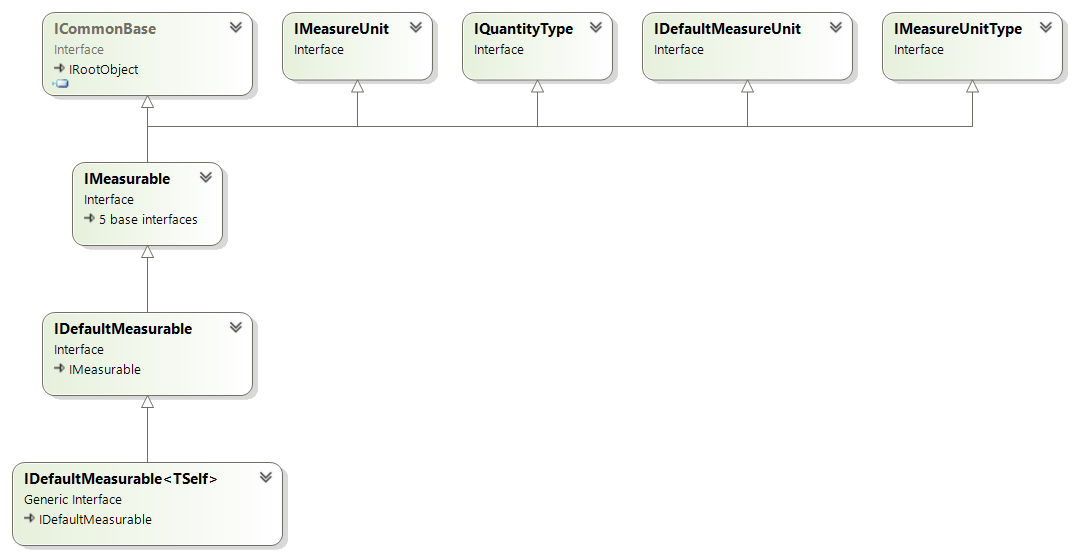 ICommonBase
Interface
IRootObject
IMeasureUnit
Interface
IQuantityType
Interface
IDefaultMeasureUnit
Interface
IMeasureUnitType
Interface
IMeasurable
Interface
5 base interfaces
IDefaultMeasurable
Interface
IMeasurable
IDefaultMeasurable<TSelf>
Generic Interface
IDefaultMeasurable